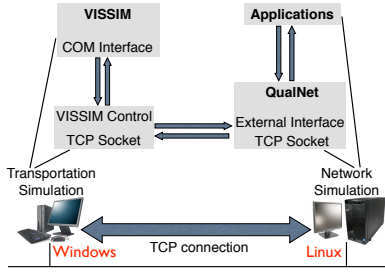 VISSIM
COM Interface
Applications
VISSIM Control
TCP Socket
QualNet
External Interface
TCP Socket
Transportation
Simulation
Network
Simulation
TCP connection
Windows
Linux